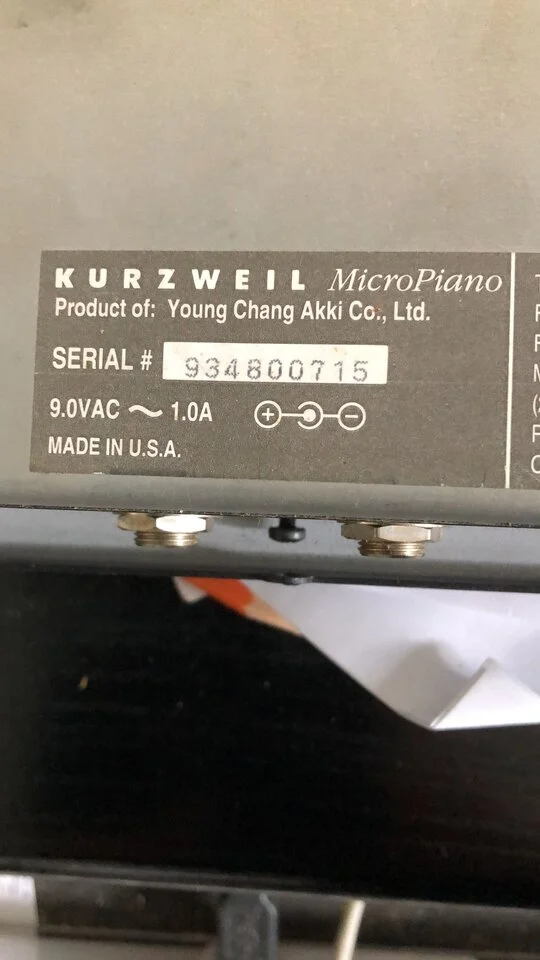 KURZWEIL MicroPiano
Product of: Young Chang Akki Co., Ltd.
SERIAL # 934800715
9.0VAC ~ 1.0A + −
MADE IN U.S.A.